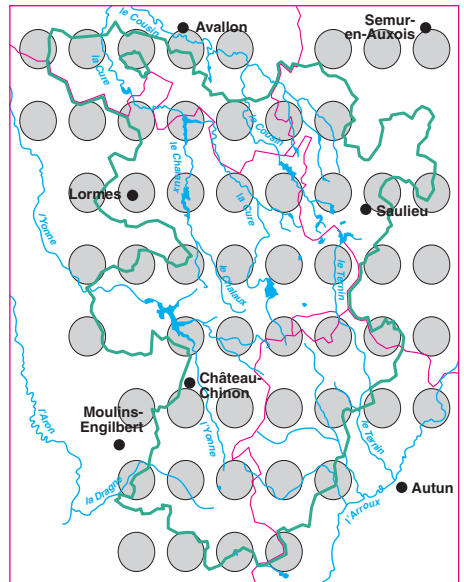 le Cousin
Avallon
Semur-
en-Auxois
la Cure
le Cousin
le Chalaux
Lormes
la Cure
Saulieu
l'Yonne
le Chalaux
le Ternin
Château-
Chinon
Moulins-
Engilbert
l'Aron
l'Yonne
le Ternin
la Dragne
Autun
l'Arroux